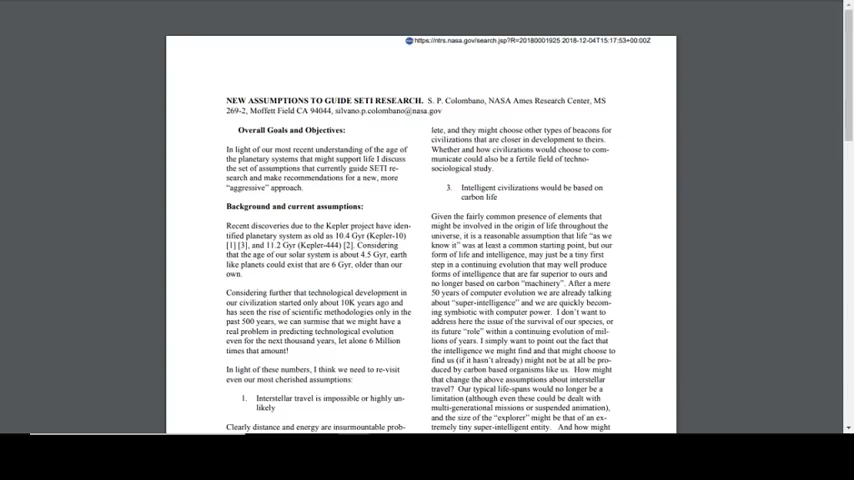 https://ntrs.nasa.gov/search.jsp?R=20180001925 2018-12-04T15:17:53+00:00Z
NEW ASSUMPTIONS TO GUIDE SETI RESEARCH. S. P. Colombano, NASA Ames Research Center, MS
269-2, Moffett Field CA 94044, silvano.p.colombano@nasa.gov
Overall Goals and Objectives:
In light of our most recent understanding of the age of
the planetary systems that might support life I discuss
the set of assumptions that currently guide SETI re-
search and make recommendations for a new, more
“aggressive” approach.
Background and current assumptions:
Recent discoveries due to the Kepler project have iden-
tified planetary system as old as 10.4 Gyr (Kepler-10)
[1] [3], and 11.2 Gyr (Kepler-444) [2]. Considering
that the age of our solar system is about 4.5 Gyr, earth
like planets could exist that are 6 Gyr, older than our
own.
Considering further that technological development in
our civilization started only about 10K years ago and
has seen the rise of scientific methodologies only in the
past 500 years, we can surmise that we might have a
real problem in predicting technological evolution
even for the next thousand years, let alone 6 Million
times that amount!
In light of these numbers, I think we need to re-visit
even our most cherished assumptions:
1. Interstellar travel is impossible or highly un-
likely
Clearly distance and energy are insurmountable prob-
lete, and they might choose other types of beacons for
civilizations that are closer in development to theirs.
Whether and how civilizations would choose to com-
municate could also be a fertile field of techno-
sociological study.
3. Intelligent civilizations would be based on
carbon life
Given the fairly common presence of elements that
might be involved in the origin of life throughout the
universe, it is a reasonable assumption that life “as we
know it” was at least a common starting point, but our
form of life and intelligence, may just be a tiny first
step in a continuing evolution that may well produce
forms of intelligence that are far superior to ours and
no longer based on carbon “machinery”. After a mere
50 years of computer evolution we are already talking
about “super-intelligence” and we are quickly becom-
ing symbiotic with computer power. I don’t want to
address here the issue of the survival of our species, or
its future “role” within a continuing evolution of mil-
lions of years. I simply want to point out the fact that
the intelligence we might find and that might choose to
find us (if it hasn’t already) might not be at all be pro-
duced by carbon based organisms like us. How might
that change the above assumptions about interstellar
travel? Our typical life-spans would no longer be a
limitation (although even these could be dealt with
multi-generational missions or suspended animation),
and the size of the “explorer” might be that of an ex-
tremely tiny super-intelligent entity. And how might